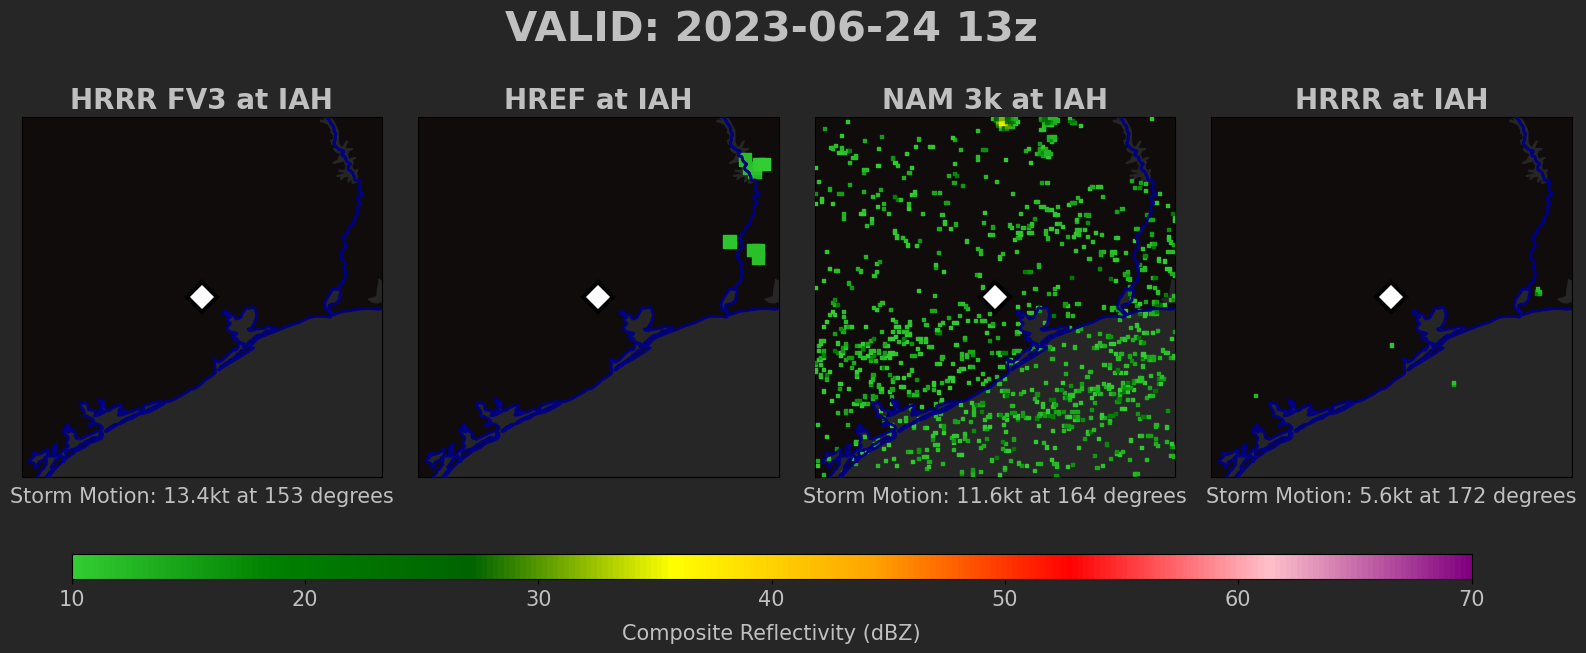 VALID: 2023-06-24 13z
HRRR FV3 at IAH
HREF at IAH
NAM 3k at IAH
HRRR at IAH
Storm Motion: 13.4kt at 153 degrees
Storm Motion: 11.6kt at 164 degrees
Storm Motion: 5.6kt at 172 degrees
10 20 30 40 50 60 70
Composite Reflectivity (dBZ)